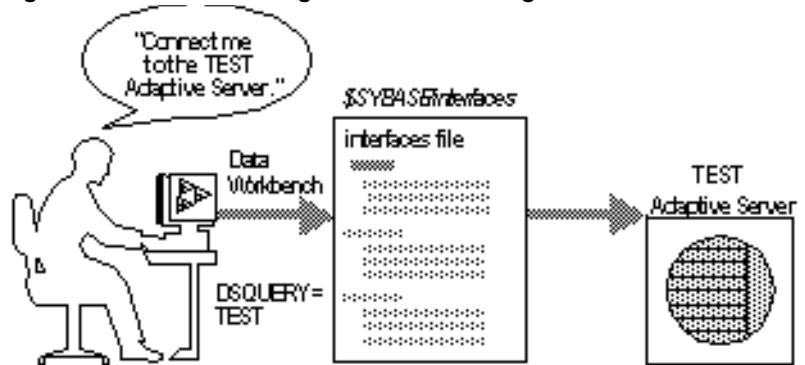 "Connect me
to the TEST
Adaptive Server."
$SYBASE/interfaces
interfaces file
Data
Workbench
DSQUERY =
TEST
TEST
Adaptive Server